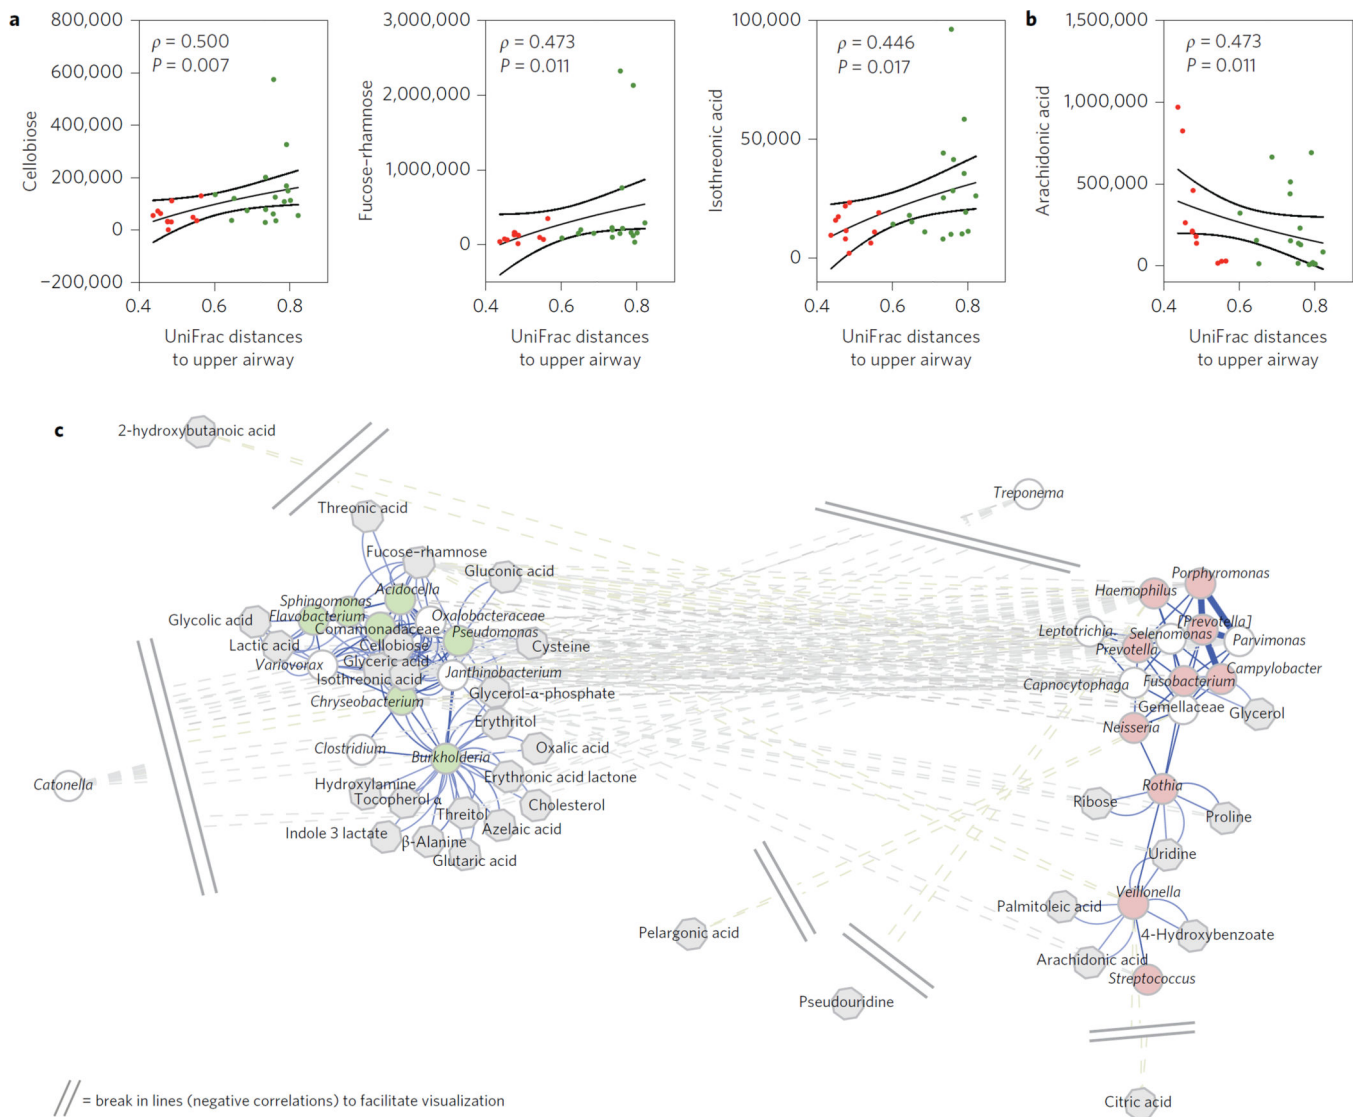 a
800,000
600,000
400,000
200,000
0
−200,000
Cellobiose
ρ = 0.500
P = 0.007
0.4 0.6 0.8
UniFrac distances
to upper airway
3,000,000
2,000,000
1,000,000
0
Fucose–rhamnose
ρ = 0.473
P = 0.011
0.4 0.6 0.8
UniFrac distances
to upper airway
100,000
50,000
0
Isothreonic acid
ρ = 0.446
P = 0.017
0.4 0.6 0.8
UniFrac distances
to upper airway
b
1,500,000
1,000,000
500,000
0
Arachidonic acid
ρ = 0.473
P = 0.011
0.4 0.6 0.8
UniFrac distances
to upper airway
c
2-hydroxybutanoic acid
Threonic acid
Fucose–rhamnose
Gluconic acid
Acidocella
Sphingomonas
Flavobacterium
Oxalobacteraceae
Glycolic acid
Comamonadaceae
Pseudomonas
Lactic acid
Cellobiose
Cysteine
Variovorax
Glyceric acid
Isothreonic acid
Janthinobacterium
Glycerol-α-phosphate
Chryseobacterium
Erythritol
Clostridium
Oxalic acid
Burkholderia
Erythronic acid lactone
Hydroxylamine
Tocopherol α
Cholesterol
Threitol
Indole 3 lactate
Azelaic acid
β-Alanine
Glutaric acid
Catonella
Treponema
Porphyromonas
Haemophilus
[Prevotella]
Leptotrichia
Selenomonas
Parvimonas
Prevotella
Campylobacter
Capnocytophaga
Fusobacterium
Gemellaceae
Glycerol
Neisseria
Rothia
Ribose
Proline
Uridine
Veillonella
Palmitoleic acid
4-Hydroxybenzoate
Arachidonic acid
Streptococcus
Pelargonic acid
Pseudouridine
Citric acid
// = break in lines (negative correlations) to facilitate visualization